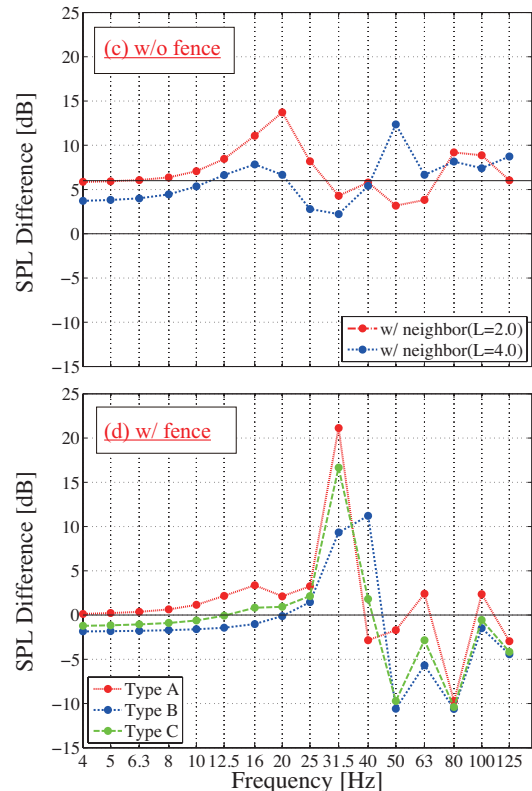 25
(c) w/o fence
20
15
10
5
0
−5
−10
−15
SPL Difference [dB]
w/ neighbor(L=2.0)
w/ neighbor(L=4.0)
25
(d) w/ fence
20
15
10
5
0
−5
−10
−15
SPL Difference [dB]
Type A
Type B
Type C
4 5 6.3 8 10 12.5 16 20 25 31.5 40 50 63 80 100 125
Frequency [Hz]